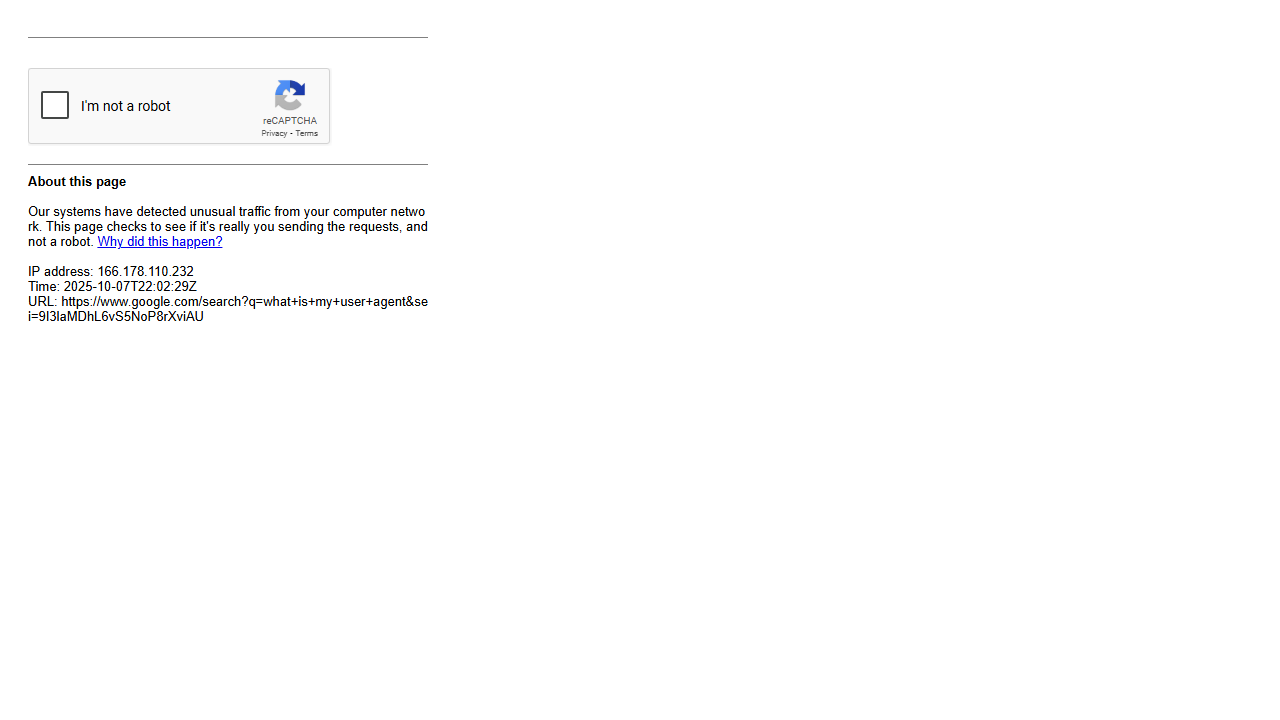 I'm not a robot
reCAPTCHA
Privacy - Terms
About this page
Our systems have detected unusual traffic from your computer netwo
rk. This page checks to see if it's really you sending the requests, and
not a robot. Why did this happen?
IP address: 166.178.110.232
Time: 2025-10-07T22:02:29Z
URL: https://www.google.com/search?q=what+is+my+user+agent&se
i=9I3laMDhL6vS5NoP8rXviAU